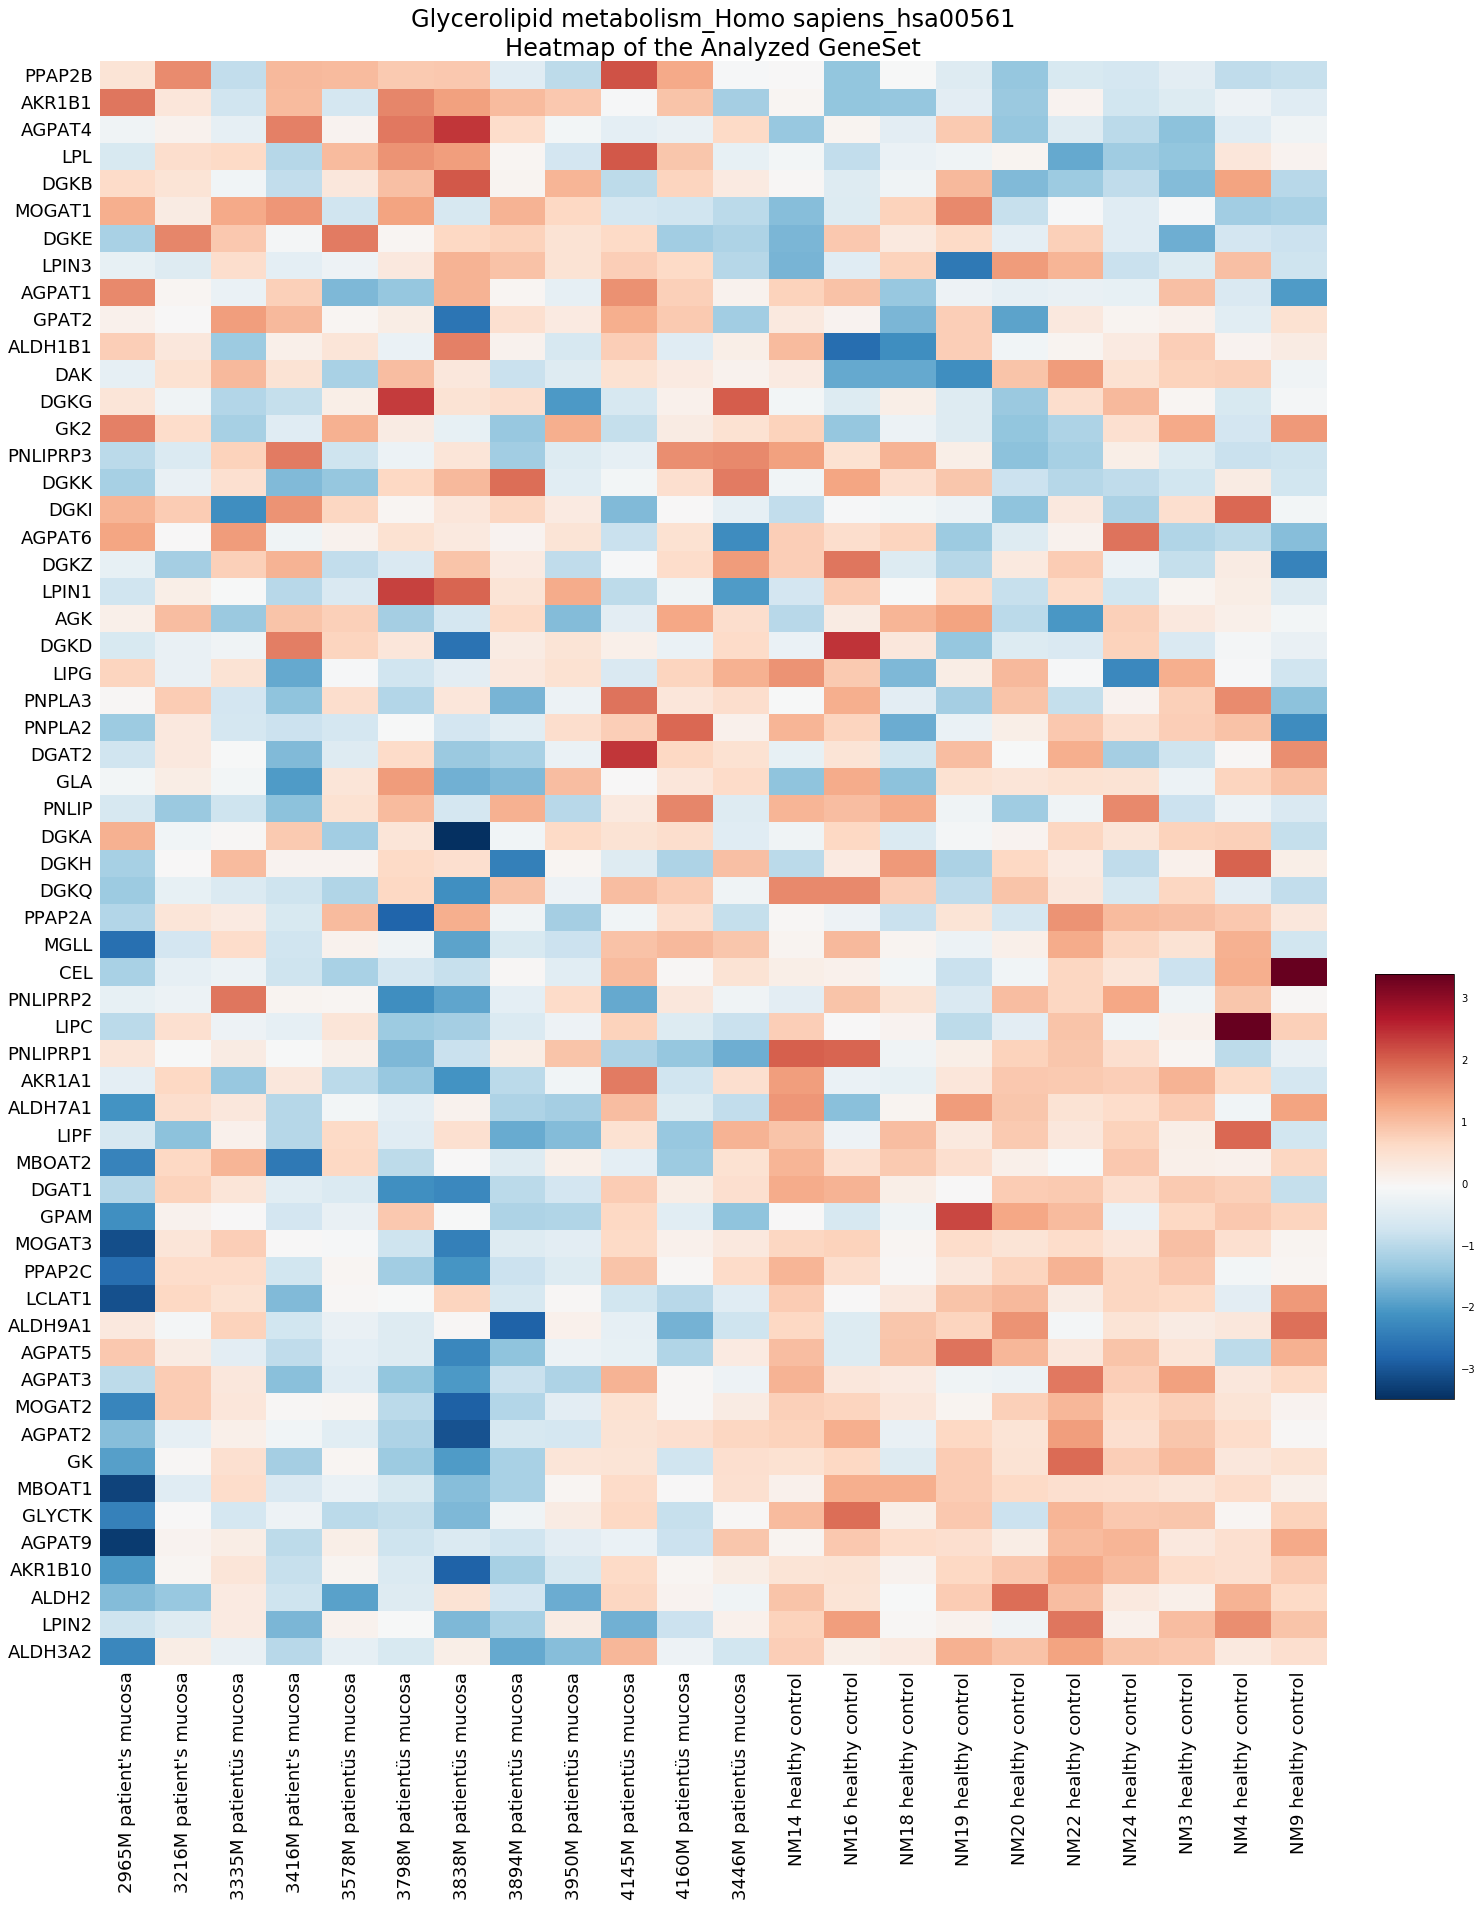 Glycerolipid metabolism_Homo sapiens_hsa00561
Heatmap of the Analyzed GeneSet
PPAP2B
AKR1B1
AGPAT4
LPL
DGKB
MOGAT1
DGKE
LPIN3
AGPAT1
GPAT2
ALDH1B1
DAK
DGKG
GK2
PNLIPRP3
DGKK
DGKI
AGPAT6
DGKZ
LPIN1
AGK
DGKD
LIPG
PNPLA3
PNPLA2
DGAT2
GLA
PNLIP
DGKA
DGKH
DGKQ
PPAP2A
MGLL
CEL
PNLIPRP2
LIPC
PNLIPRP1
AKR1A1
ALDH7A1
LIPF
MBOAT2
DGAT1
GPAM
MOGAT3
PPAP2C
LCLAT1
ALDH9A1
AGPAT5
AGPAT3
MOGAT2
AGPAT2
GK
MBOAT1
GLYCTK
AGPAT9
AKR1B10
ALDH2
LPIN2
ALDH3A2
2965M patient's mucosa
3216M patient's mucosa
3335M patientüs mucosa
3416M patient's mucosa
3578M patientüs mucosa
3798M patientüs mucosa
3838M patientüs mucosa
3894M patientüs mucosa
3950M patientüs mucosa
4145M patientüs mucosa
4160M patientüs mucosa
3446M patientüs mucosa
NM14 healthy control
NM16 healthy control
NM18 healthy control
NM19 healthy control
NM20 healthy control
NM22 healthy control
NM24 healthy control
NM3 healthy control
NM4 healthy control
NM9 healthy control
3
2
1
0
−1
−2
−3